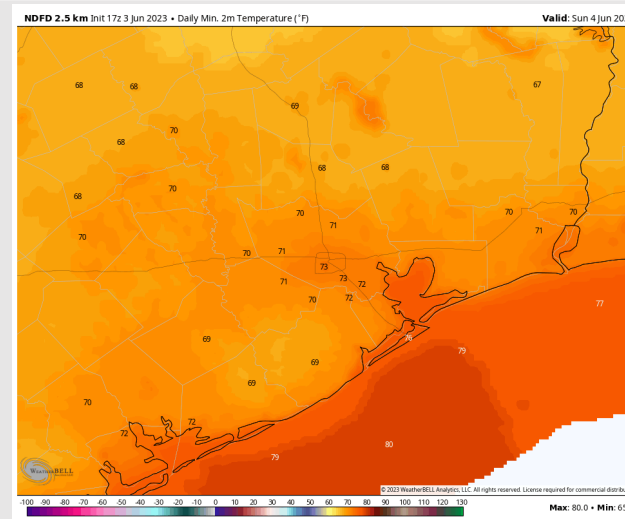 NDFD 2.5 km Init 17z 3 Jun 2023 • Daily Min. 2m Temperature (°F)
Valid: Sun 4 Jun 20
68 68 67
69
70
68
68 68
70
68
70 70 70
71 71
70
70 71
73
71 73 72
70 72
77
76
69
79
69
69
70
72
72
80
79
WeatherBELL
© 2023 WeatherBELL Analytics, LLC. All rights reserved. License required for commercial distribu
-100 -90 -80 -70 -60 -50 -40 -30 -20 -10 0 10 20 30 40 50 60 70 80 90 100 110 120 130
Max: 80.0 • Min: 65